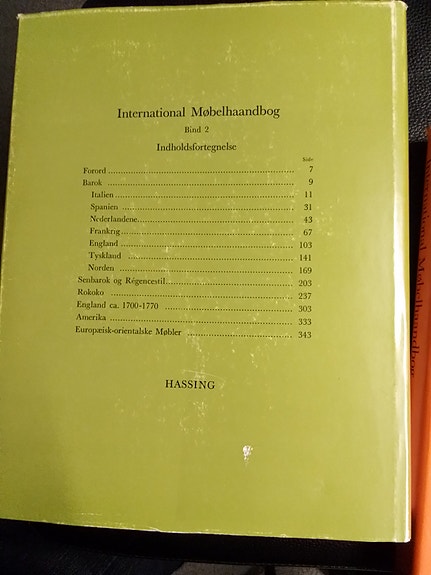 International Møbelhaandbog
Bind 2
Indholdsfortegnelse
Side
Forord 7
Barok 9
Italien 11
Spanien 31
Nederlandene 43
Frankrig 67
England 103
Tyskland 141
Norden 169
Senbarok og Régencestil 203
Rokoko 237
England ca. 1700-1770 303
Amerika 333
Europæisk-orientalske Møbler 343
HASSING
International Møbelhaandbog